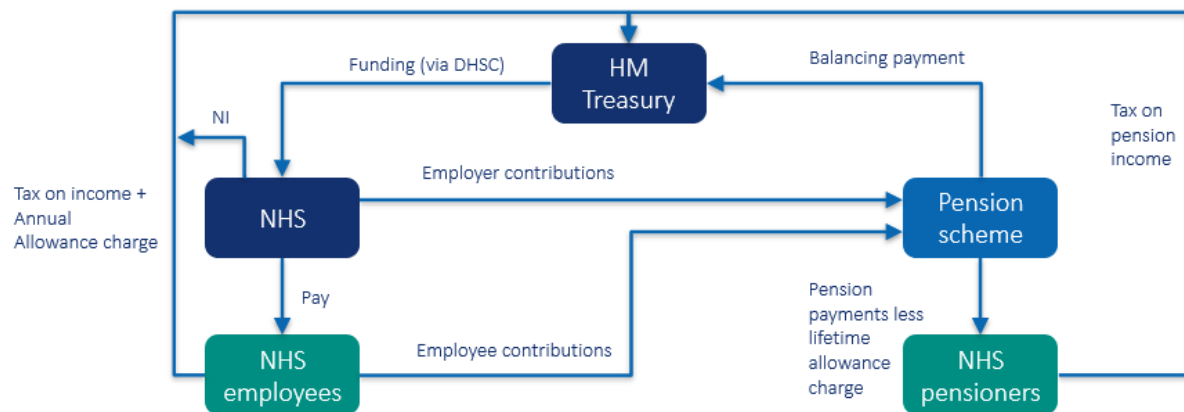 Funding (via DHSC)
HM
Treasury
Balancing payment
NI
Tax on
pension
income
Employer contributions
Tax on income +
Annual
Allowance charge
NHS
Pension
scheme
Pay
Pension
payments less
lifetime
allowance
charge
NHS
employees
Employee contributions
NHS
pensioners